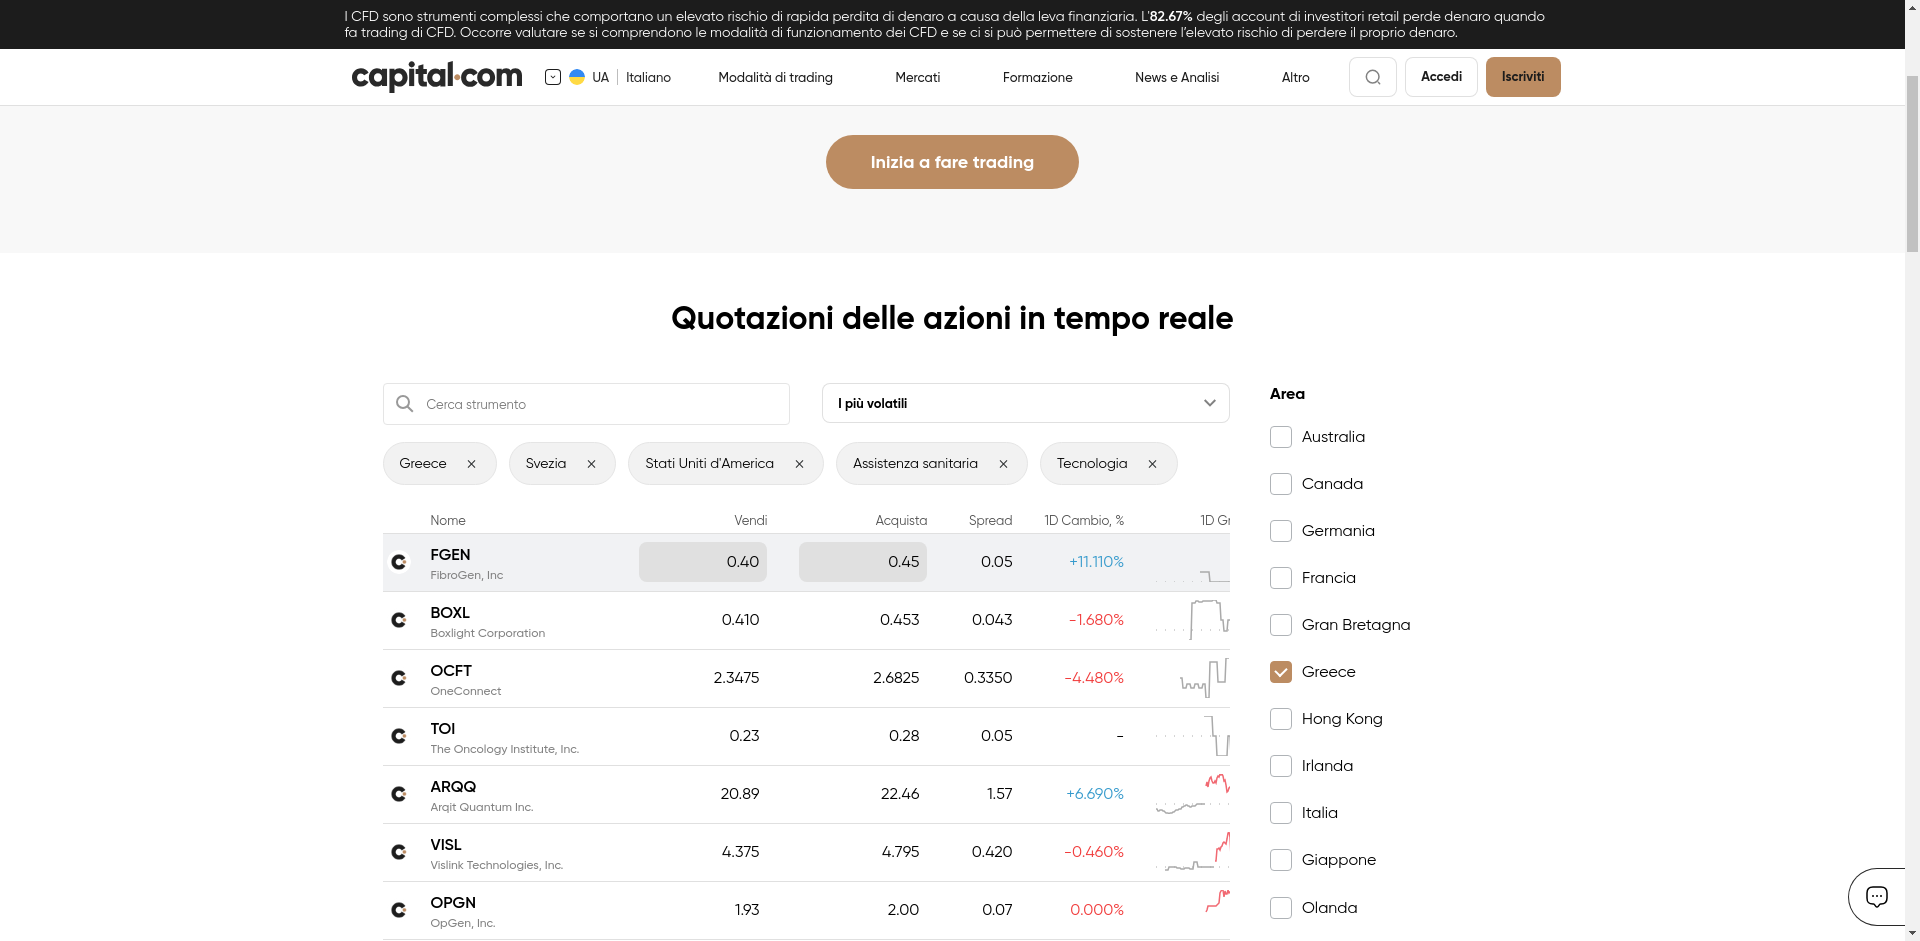 I CFD sono strumenti complessi che comportano un elevato rischio di rapida perdita di denaro a causa della leva finanziaria. L'82.67% degli account di investitori retail perde denaro quando
fa trading di CFD. Occorre valutare se si comprendono le modalità di funzionamento dei CFD e se ci si può permettere di sostenere l'elevato rischio di perdere il proprio denaro.
capital.com UA Italiano Modalità di trading Mercati Formazione News e Analisi Altro Accedi Iscriviti
Inizia a fare trading
Quotazioni delle azioni in tempo reale
Cerca strumento I più volatili
Greece Svezia Stati Uniti d'America Assistenza sanitaria Tecnologia
Nome Vendi Acquista Spread 1D Cambio, %
FGEN 0.40 0.45 0.05 +11.110%
FibroGen, Inc
BOXL 0.410 0.453 0.043 -1.680%
Boxlight Corporation
OCFT 2.3475 2.6825 0.3350 -4.480%
OneConnect
TOI 0.23 0.28 0.05 -
The Oncology Institute, Inc.
ARQQ 20.89 22.46 1.57 +6.690%
Arqit Quantum Inc.
VISL 4.375 4.795 0.420 -0.460%
Vislink Technologies, Inc.
OPGN 1.93 2.00 0.07 0.000%
OpGen, Inc.
Area
Australia
Canada
Germania
Francia
Gran Bretagna
Greece
Hong Kong
Irlanda
Italia
Giappone
Olanda